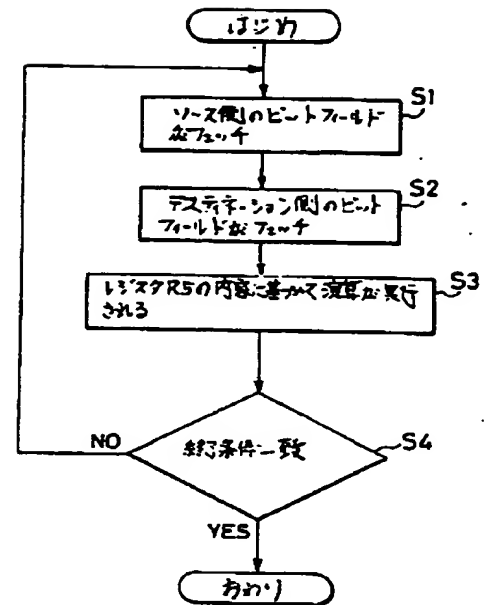 はじめ
S1
ソース側のビットフィールド
がフェッチ
S2
デスティネーション側のビット
フィールドがフェッチ
S3
レジスタR5の内容に基づいて演算が実行
される
S4
終了条件一致
NO
YES
おわり